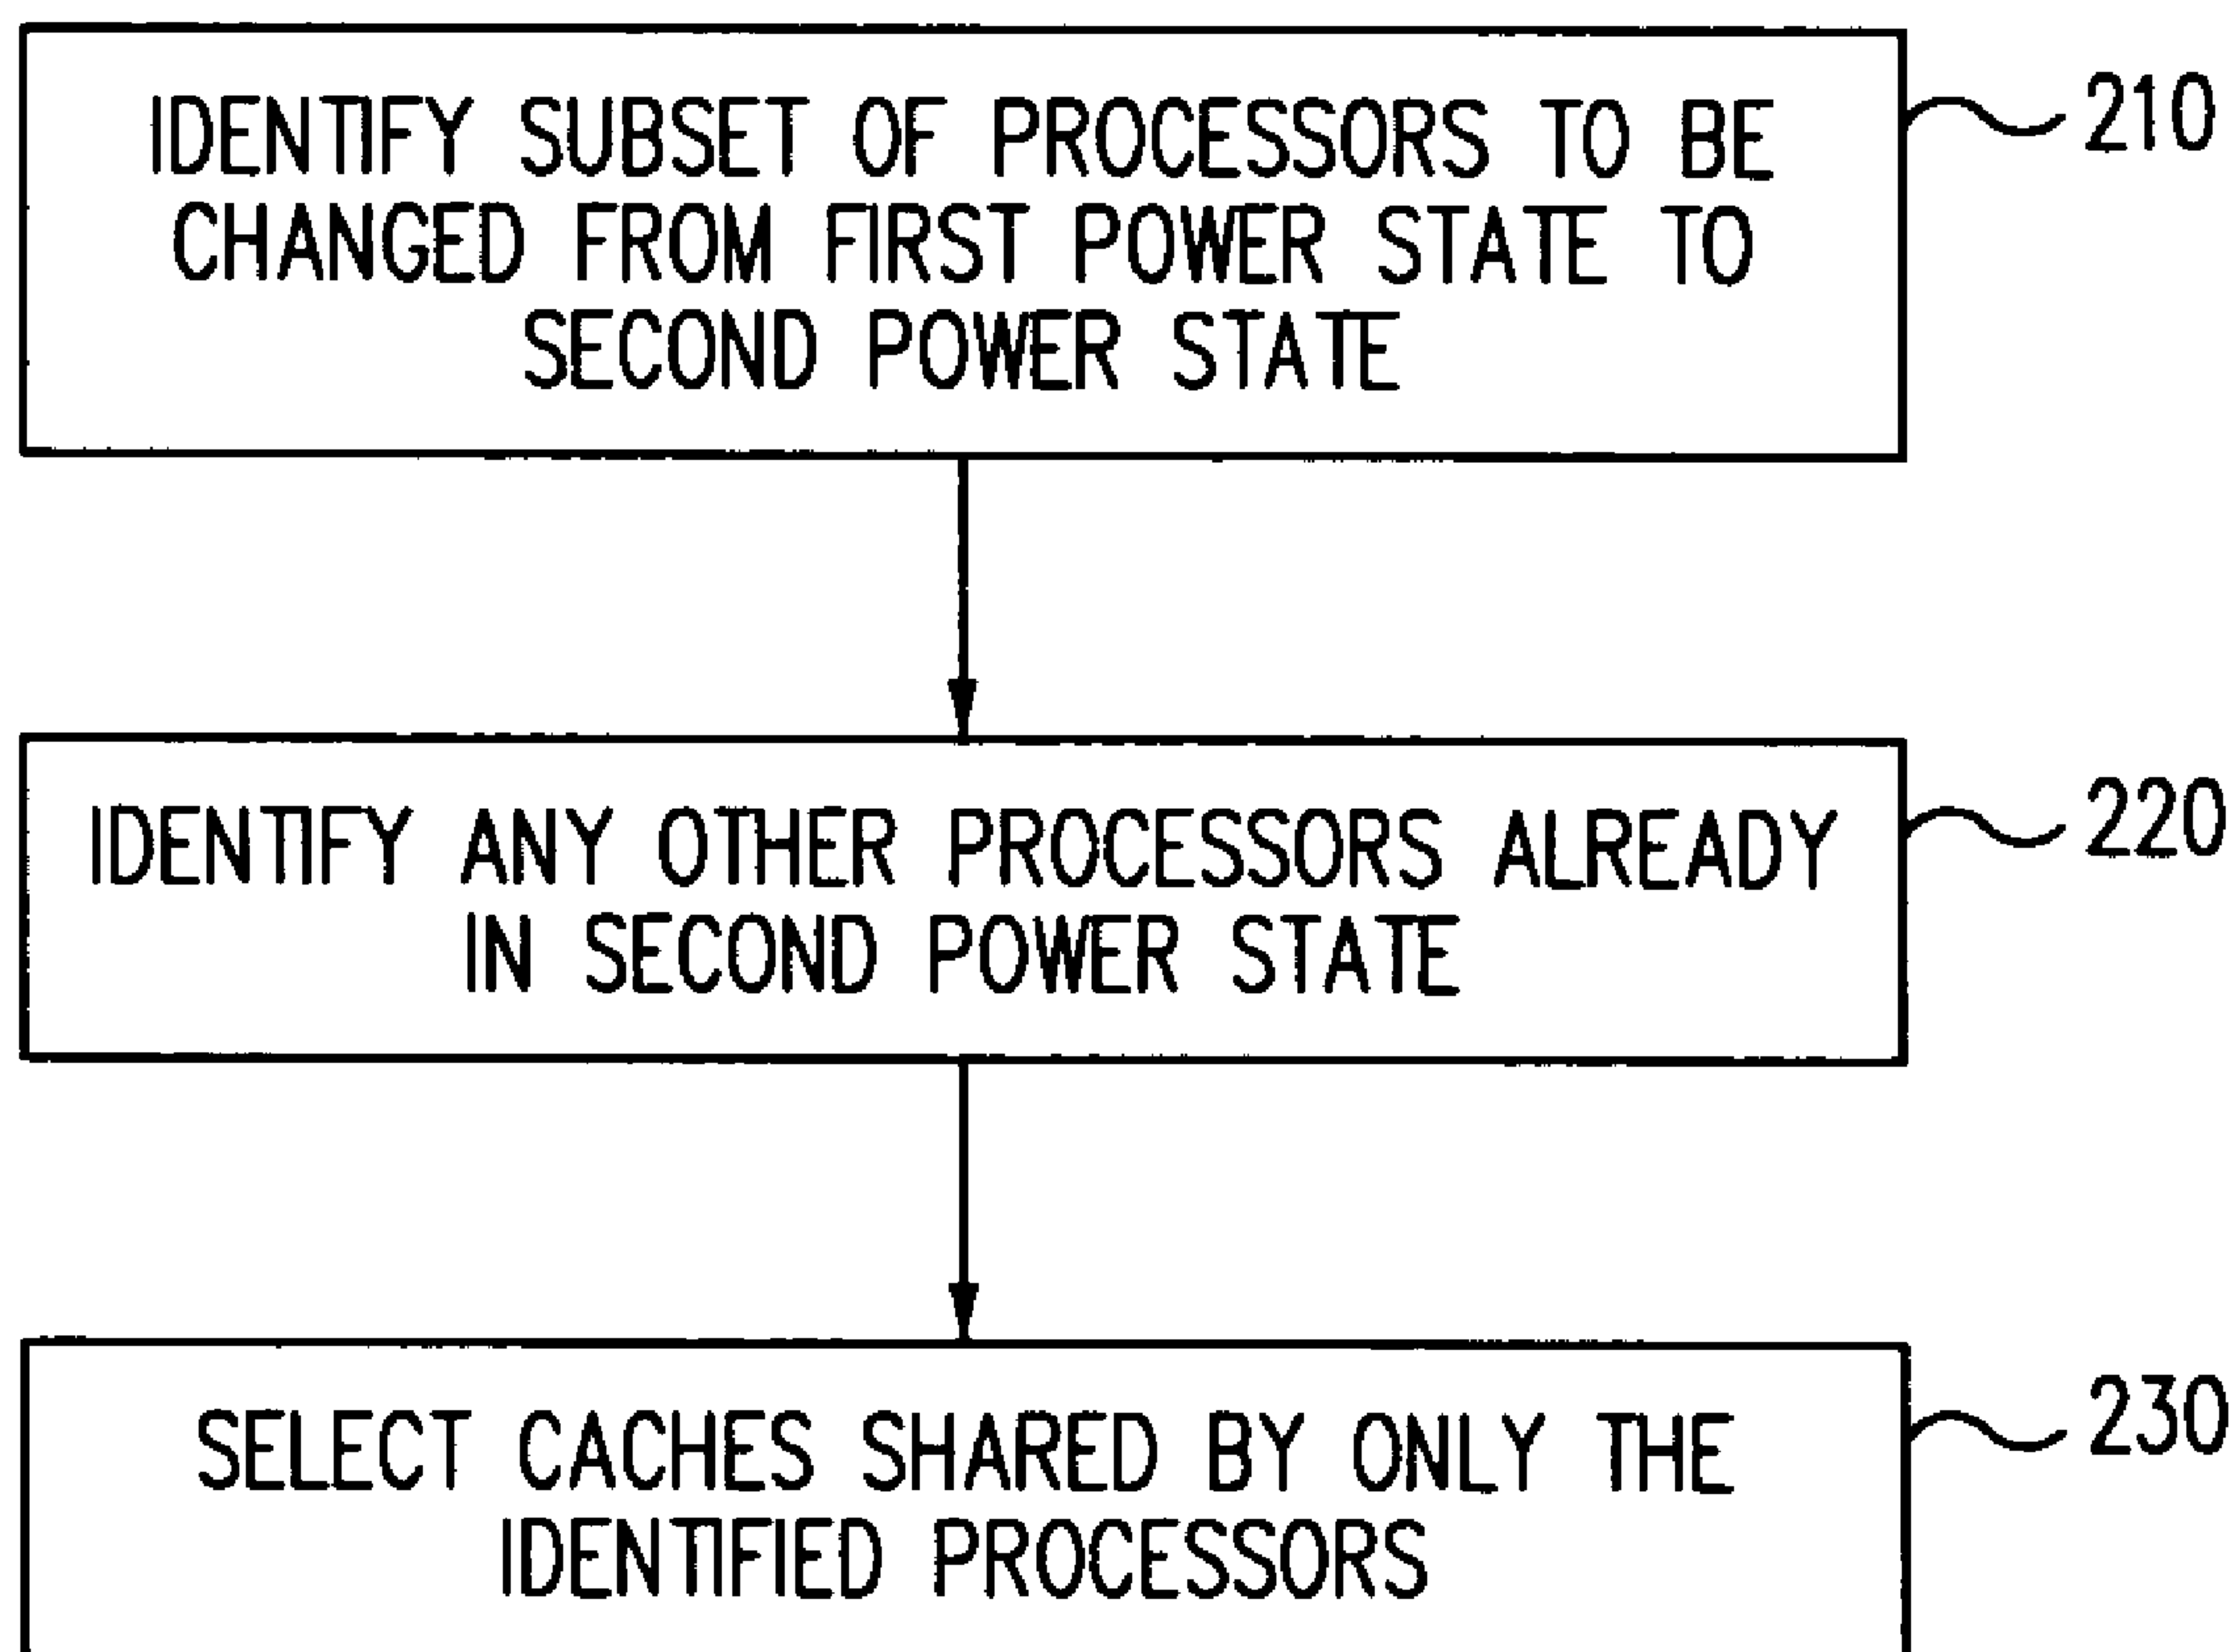 IDENTIFY SUBSET OF PROCESSORS TO BE
CHANGED FROM FIRST POWER STATE TO
SECOND POWER STATE
210
IDENTIFY ANY OTHER PROCESSORS ALREADY
IN SECOND POWER STATE
220
SELECT CACHES SHARED BY ONLY THE
IDENTIFIED PROCESSORS
230